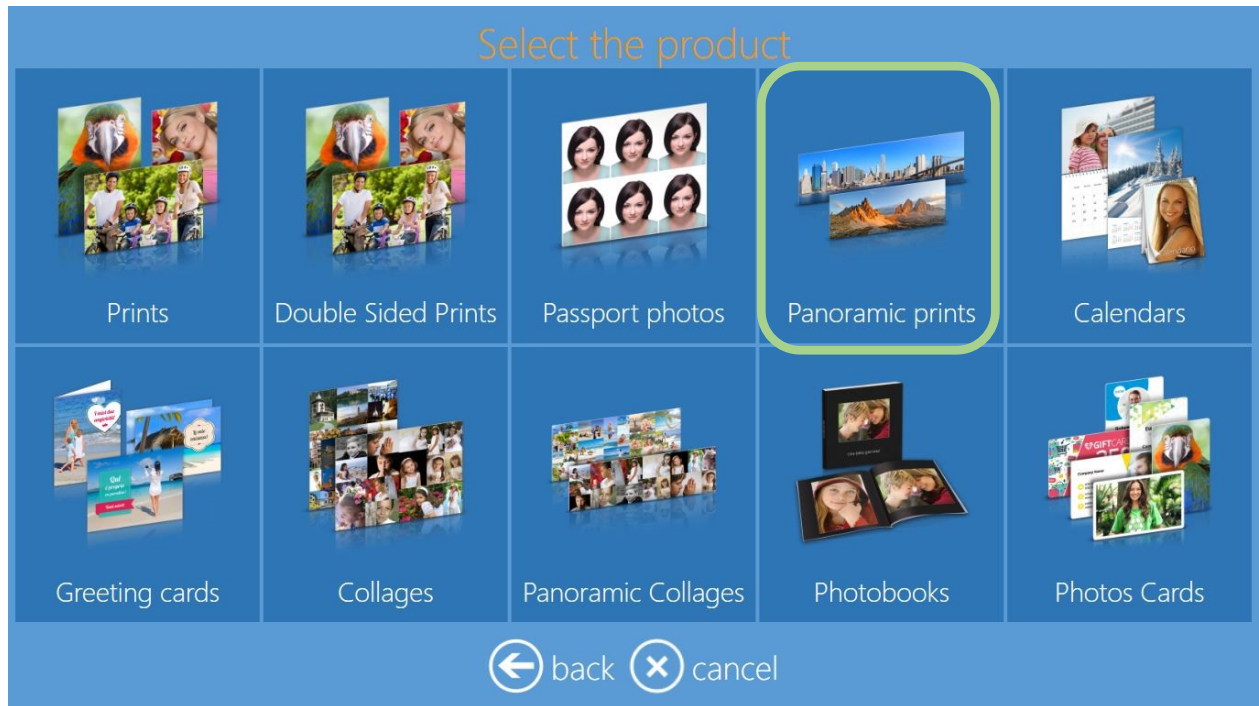 Select the product
Prints
Double Sided Prints
Passport photos
Panoramic prints
Calendars
Greeting cards
Collages
Panoramic Collages
Photobooks
Photos Cards
back
cancel